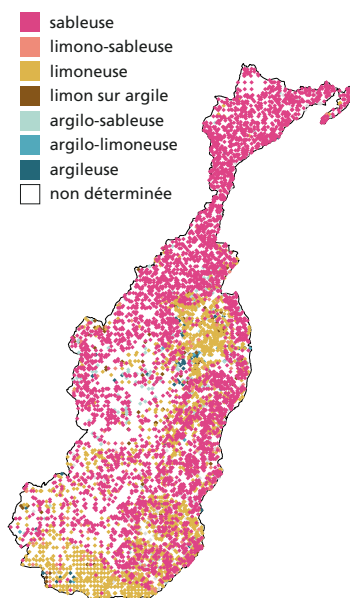 sableuse
limono-sableuse
limoneuse
limon sur argile
argilo-sableuse
argilo-limoneuse
argileuse
non déterminée